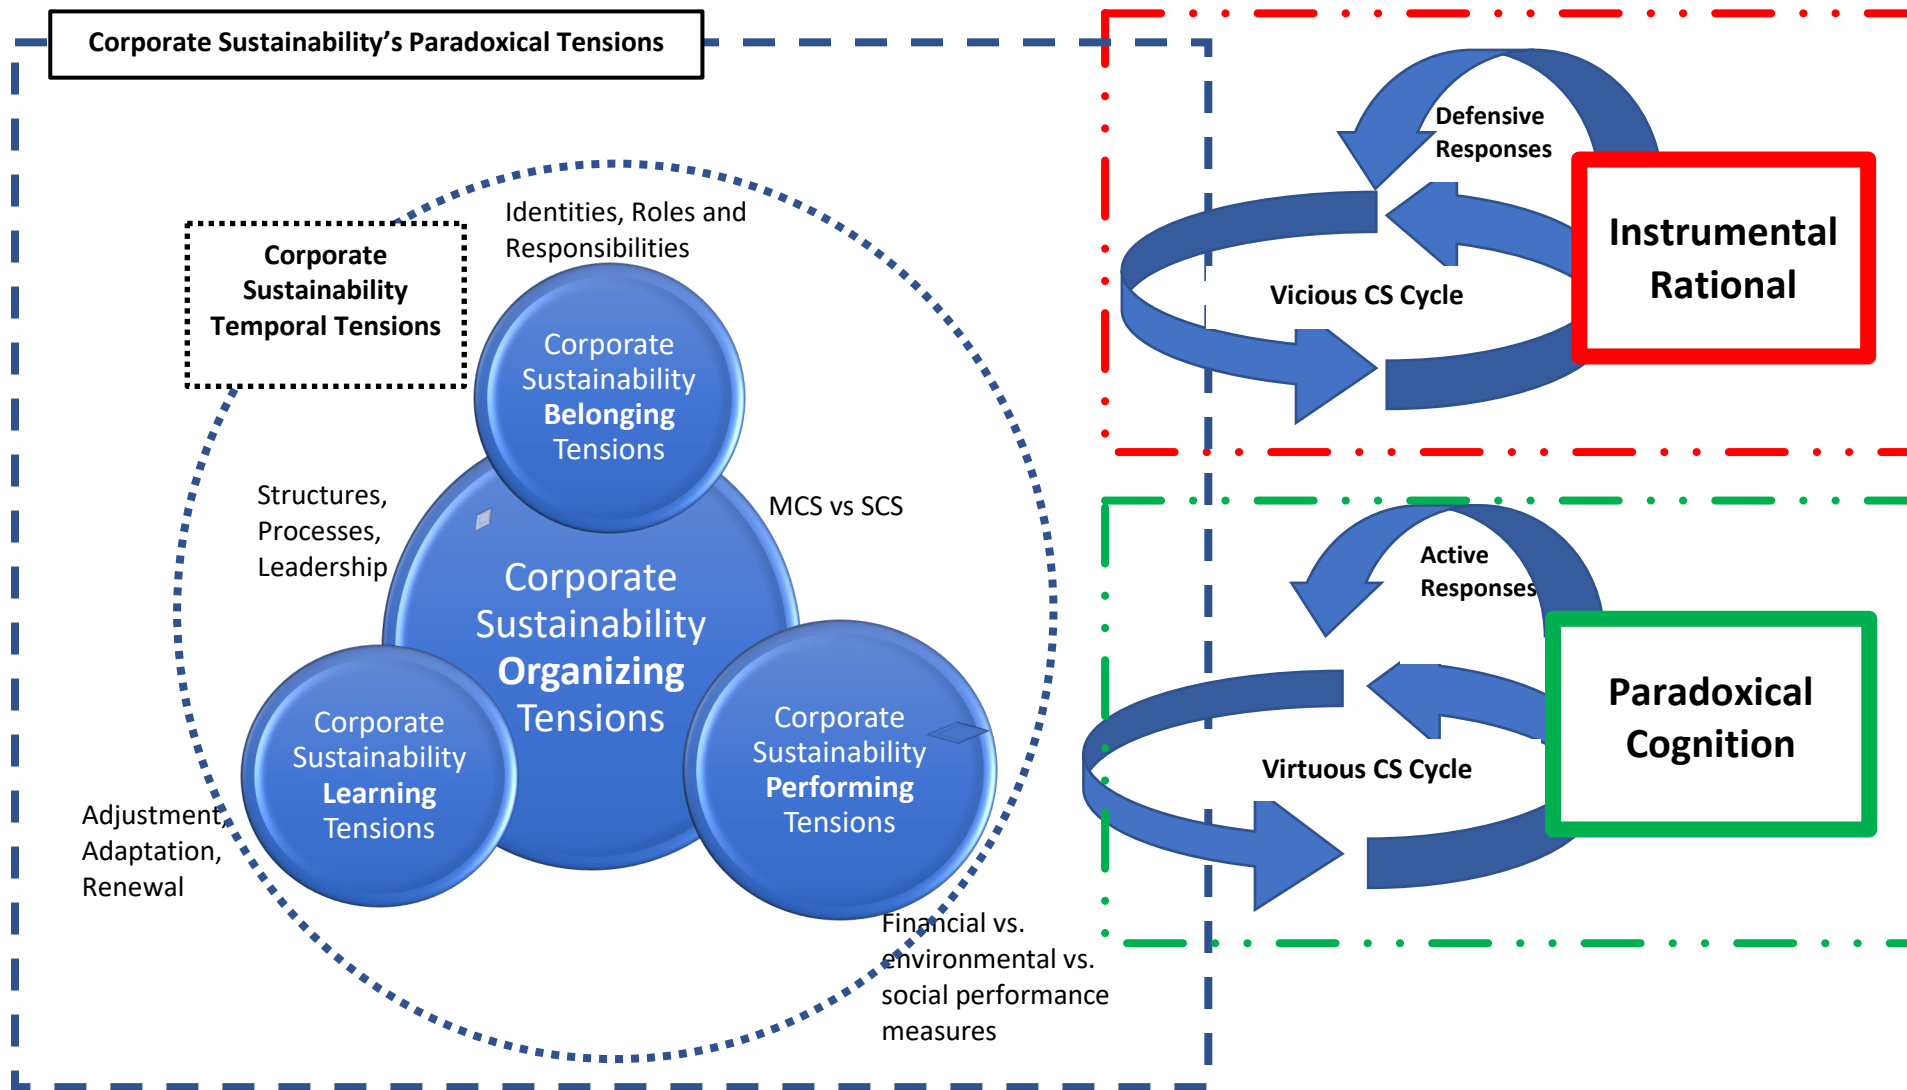 Corporate Sustainability’s Paradoxical Tensions
Corporate
Sustainability
Temporal Tensions
Identities, Roles and
Responsibilities
Corporate
Sustainability
Belonging
Tensions
Structures,
Processes,
Leadership
MCS vs SCS
Corporate
Sustainability
Organizing
Tensions
Corporate
Sustainability
Learning
Tensions
Corporate
Sustainability
Performing
Tensions
Adjustment,
Adaptation,
Renewal
Financial vs.
environmental vs.
social performance
measures
Defensive
Responses
Vicious CS Cycle
Instrumental
Rational
Active
Responses
Virtuous CS Cycle
Paradoxical
Cognition